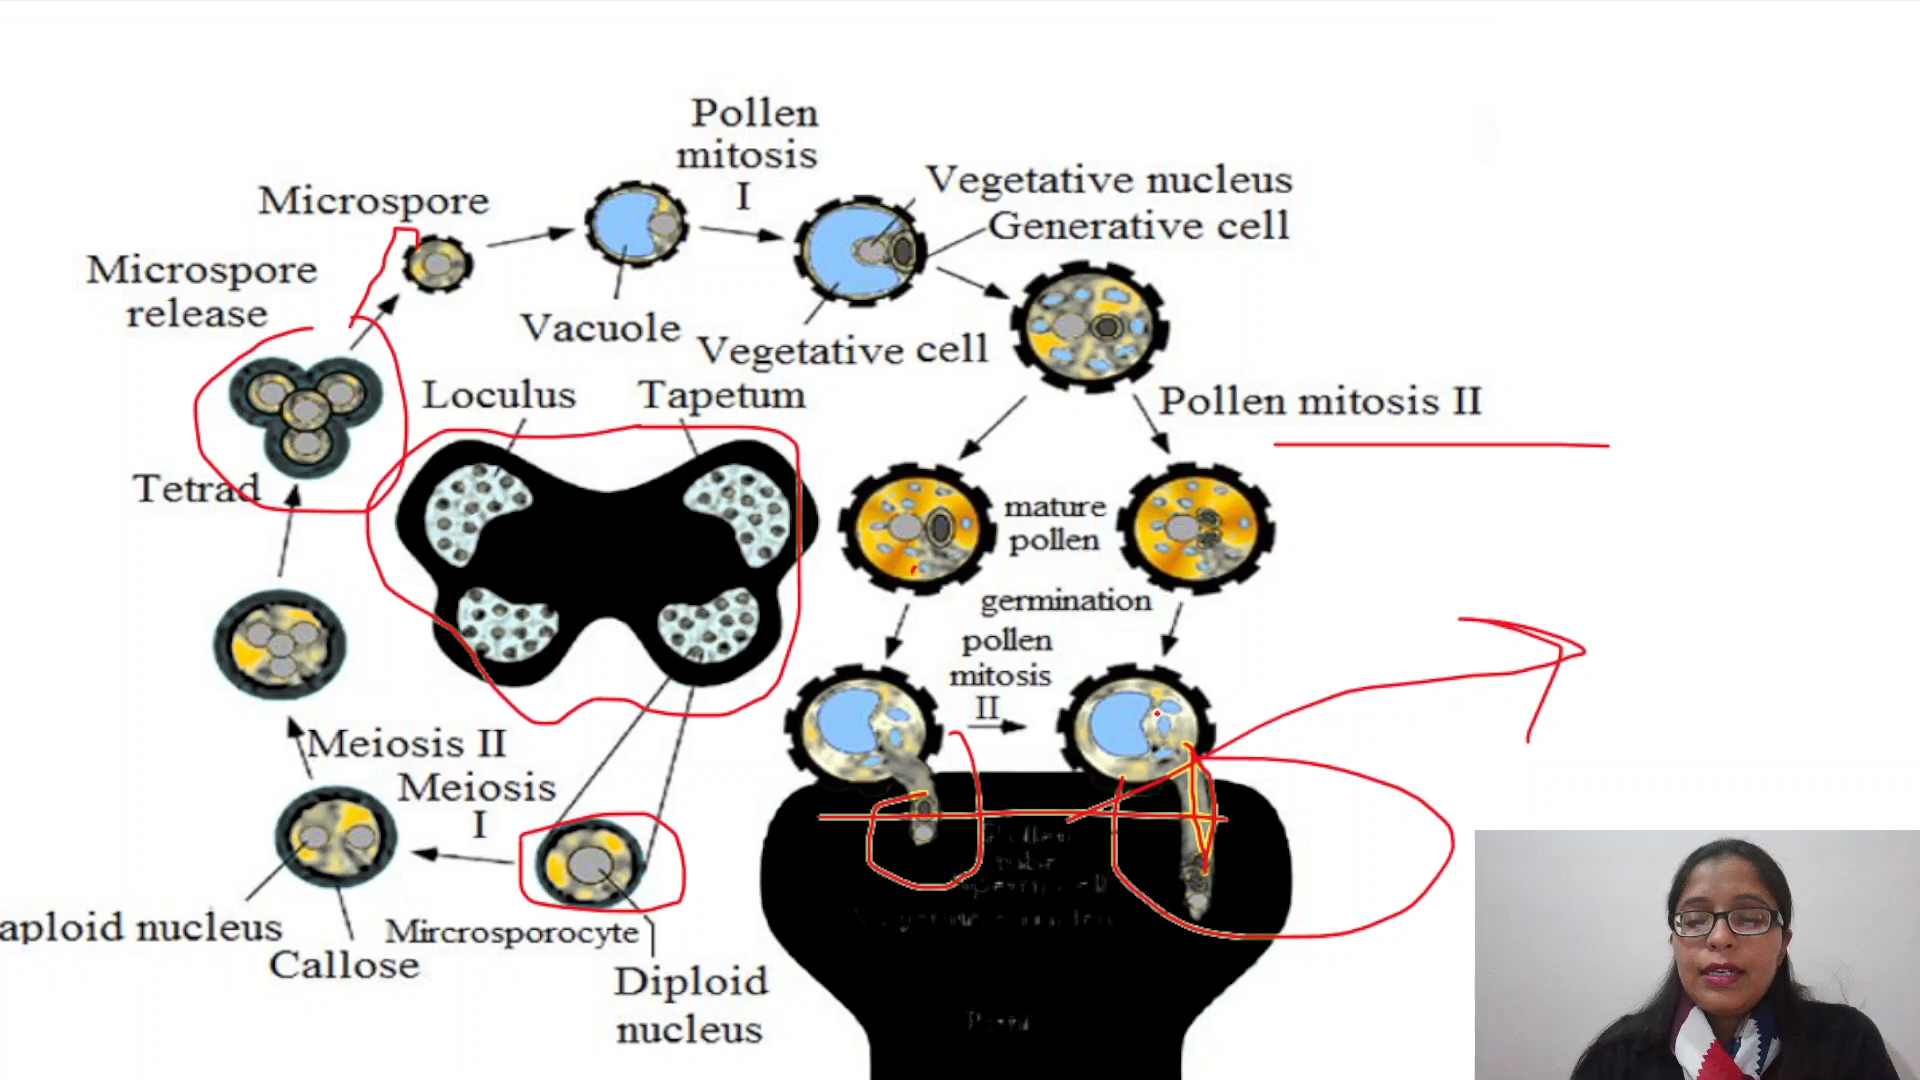 Pollen
mitosis
I
Vegetative nucleus
Generative cell
Microspore
Microspore
release
Vacuole
Vegetative cell
Loculus
Tapetum
Pollen mitosis II
Tetrad
mature
pollen
germination
pollen
mitosis
II
Meiosis II
Meiosis
I
aploid nucleus
Callose
Mircrosporocyte
Diploid
nucleus